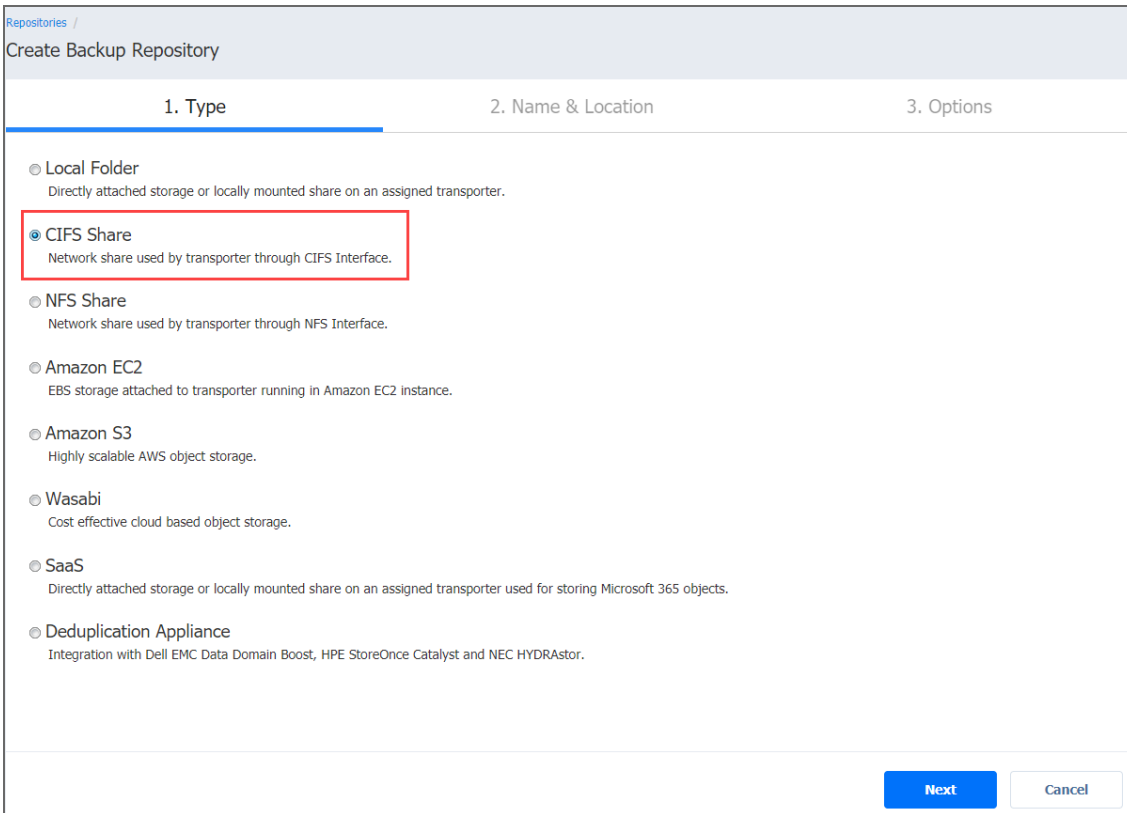 Repositories /
Create Backup Repository
1. Type
2. Name & Location
3. Options
Local Folder
Directly attached storage or locally mounted share on an assigned transporter.
CIFS Share
Network share used by transporter through CIFS Interface.
NFS Share
Network share used by transporter through NFS Interface.
Amazon EC2
EBS storage attached to transporter running in Amazon EC2 instance.
Amazon S3
Highly scalable AWS object storage.
Wasabi
Cost effective cloud based object storage.
SaaS
Directly attached storage or locally mounted share on an assigned transporter used for storing Microsoft 365 objects.
Deduplication Appliance
Integration with Dell EMC Data Domain Boost, HPE StoreOnce Catalyst and NEC HYDRAstor.
Next
Cancel